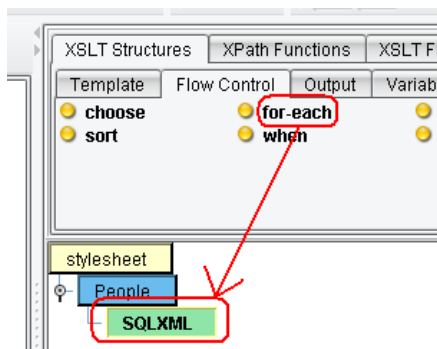 XSLT Structures XPath Functions XSLT F
Template Flow Control Output Variab
choose for-each
sort when
stylesheet
People
SQLXML